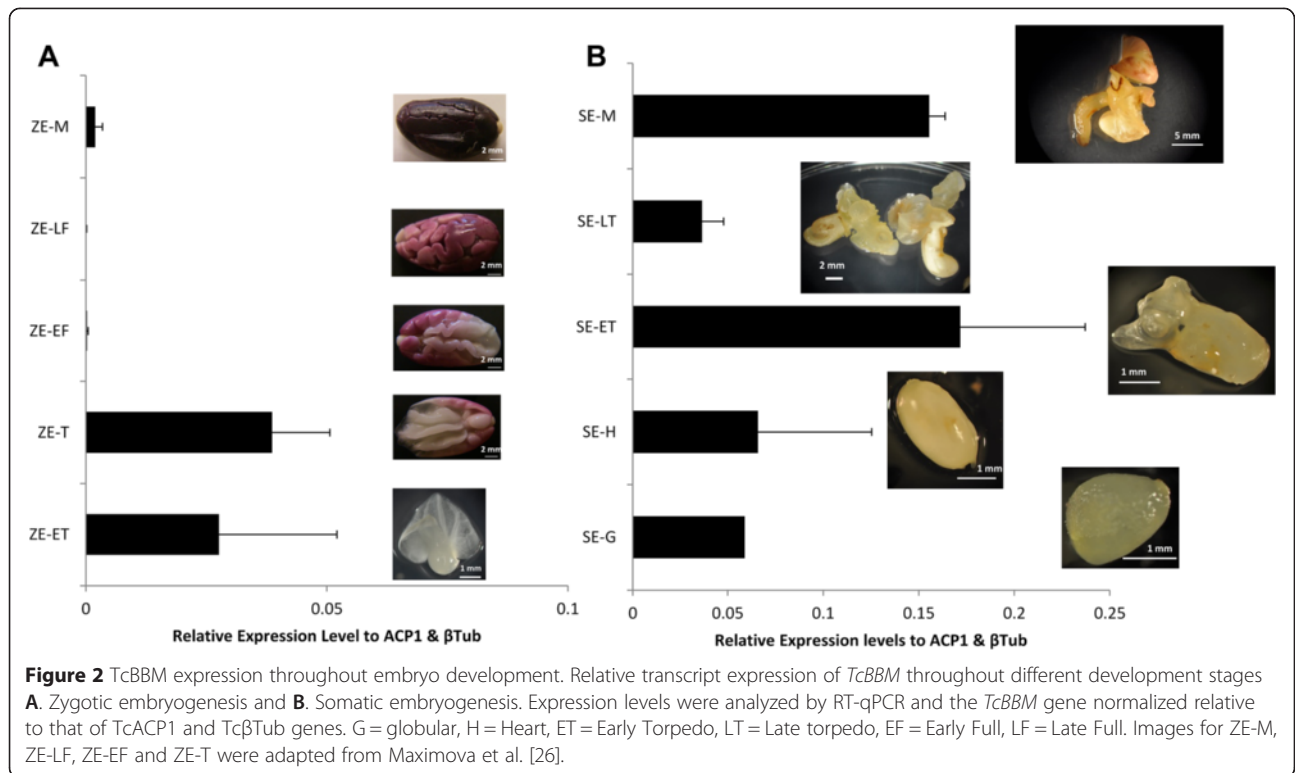 A
ZE-M
2 mm
ZE-LF
2 mm
ZE-EF
2 mm
ZE-T
2 mm
ZE-ET
1 mm
0
0.05
0.1
Relative Expression Level to ACP1 & βTub
B
SE-M
5 mm
SE-LT
2 mm
SE-ET
1 mm
SE-H
1 mm
SE-G
1 mm
0
0.05
0.1
0.15
0.2
0.25
Relative Expression levels to ACP1 & βTub
Figure 2 TcBBM expression throughout embryo development. Relative transcript expression of TcBBM throughout different development stages
A. Zygotic embryogenesis and B. Somatic embryogenesis. Expression levels were analyzed by RT-qPCR and the TcBBM gene normalized relative
to that of TcACP1 and TcβTub genes. G = globular, H = Heart, ET = Early Torpedo, LT = Late torpedo, EF = Early Full, LF = Late Full. Images for ZE-M,
ZE-LF, ZE-EF and ZE-T were adapted from Maximova et al. [26].